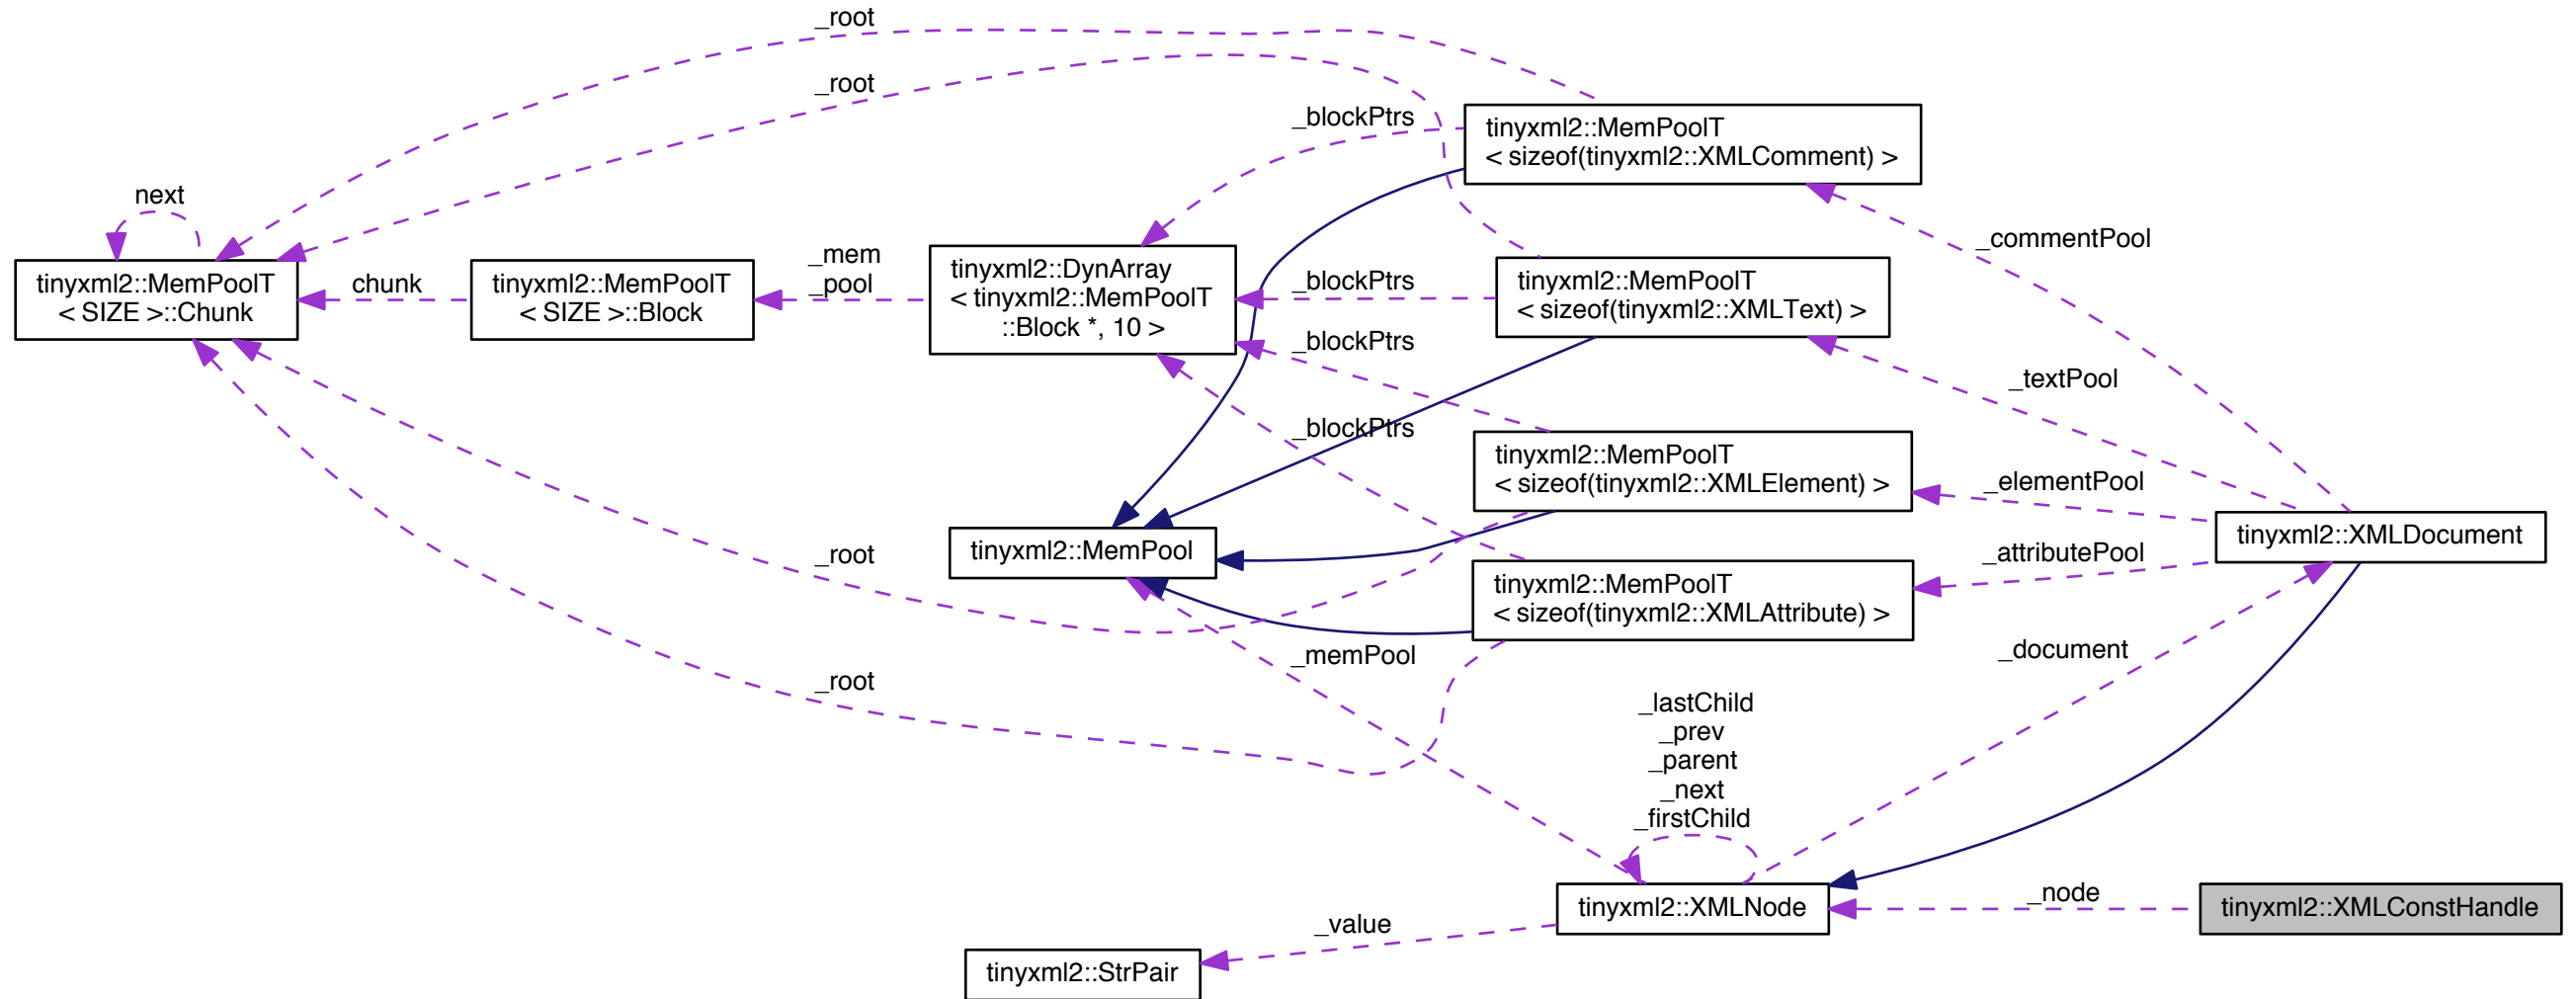 _root
_root
_blockPtrs
tinyxml2::MemPoolT
< sizeof(tinyxml2::XMLComment) >
next
_commentPool
tinyxml2::MemPoolT
< SIZE >::Chunk
chunk
tinyxml2::MemPoolT
< SIZE >::Block
_mem
_pool
tinyxml2::DynArray
< tinyxml2::MemPoolT
::Block *, 10 >
_blockPtrs
tinyxml2::MemPoolT
< sizeof(tinyxml2::XMLText) >
_blockPtrs
_textPool
_blockPtrs
tinyxml2::MemPoolT
< sizeof(tinyxml2::XMLElement) >
_elementPool
tinyxml2::XMLDocument
tinyxml2::MemPool
_root
_attributePool
tinyxml2::MemPoolT
< sizeof(tinyxml2::XMLAttribute) >
_memPool
_document
_root
_lastChild
_prev
_parent
_next
_firstChild
tinyxml2::XMLNode
_node
tinyxml2::XMLConstHandle
_value
tinyxml2::StrPair